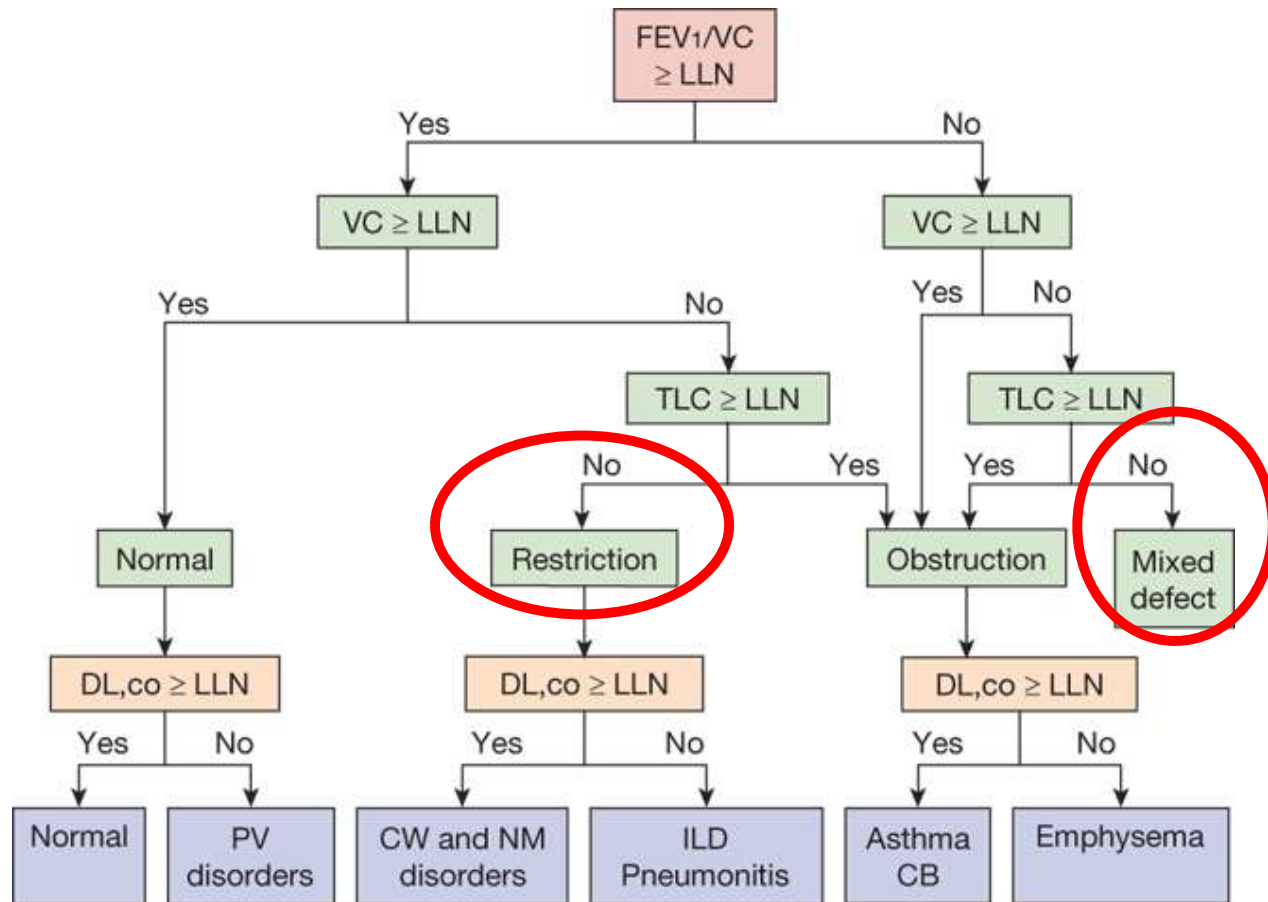 FEV1/VC
≥ LLN
Yes
No
VC ≥ LLN
VC ≥ LLN
Yes
No
Yes
No
TLC ≥ LLN
TLC ≥ LLN
No
Yes
Yes
No
Normal
Restriction
Obstruction
Mixed
defect
DL,co ≥ LLN
DL,co ≥ LLN
DL,co ≥ LLN
Yes
No
Yes
No
Yes
No
Normal
PV
disorders
CW and NM
disorders
ILD
Pneumonitis
Asthma
CB
Emphysema